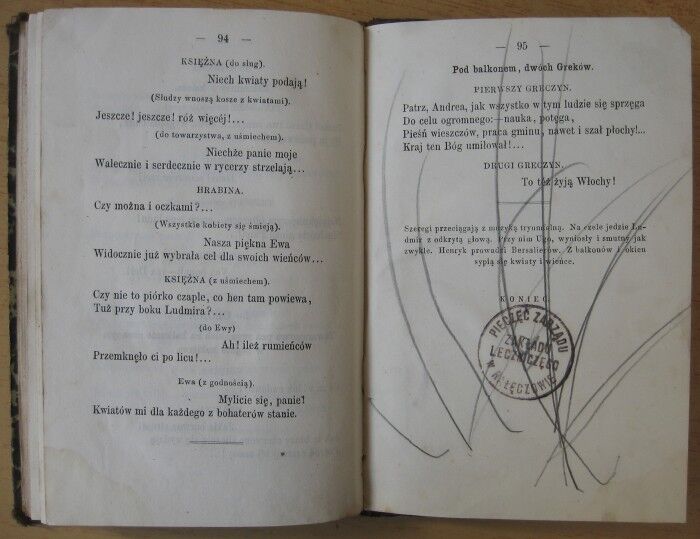 — 94 —
KSIĘŻNA (do sług).
Niech kwiaty podają!
(Słudzy wnoszą kosze z kwiatami).
Jeszcze! jeszcze! róż więcéj!...
(do towarzystwa, z uśmiechem).
Niechże panie moje
Walecznie i serdecznie w rycerzy strzelają...
HRABINA.
Czy można i oczkami?...
(Wszystkie kobiety się śmieją).
Nasza piękna Ewa
Widocznie już wybrała cel dla swoich wieńców...
KSIĘŻNA (z uśmiechem).
Czy nie to piórko czaple, co hen tam powiewa,
Tuż przy boku Ludmira?...
(do Ewy)
Ah! ileż rumieńców
Przemknęło ci po licu!...
Ewa (z godnością).
Mylicie się, panie!
Kwiatów mi dla każdego z bohaterów stanie.
— 95 —
Pod balkonem, dwóch Greków.
PIERWSZY GRECZYN.
Patrz, Andrea, jak wszystko w tym ludzie się sprzęga
Do celu ogromnego:—nauka, potęga,
Pieśń wieszczów, praca gminu, nawet i szał płochy!...
Kraj ten Bóg umiłował!...
DRUGI GRECZYN.
To też żyją Włochy!
Szeregi przeciągają z muzyką tryumfalną. Na czele jedzie Lu-
dmir z odkrytą głową. Przy nim Ugo, wyniosły i smutny, jak
zwykle. Henryk prowadzi Bersalierów. Z balkonów i okien
sypią się kwiaty i wieńce.
KONIEC.
PIECZĘĆ ZARZĄDU
ZAKŁADU
LECZNICZEGO
W NAŁĘCZOWIE